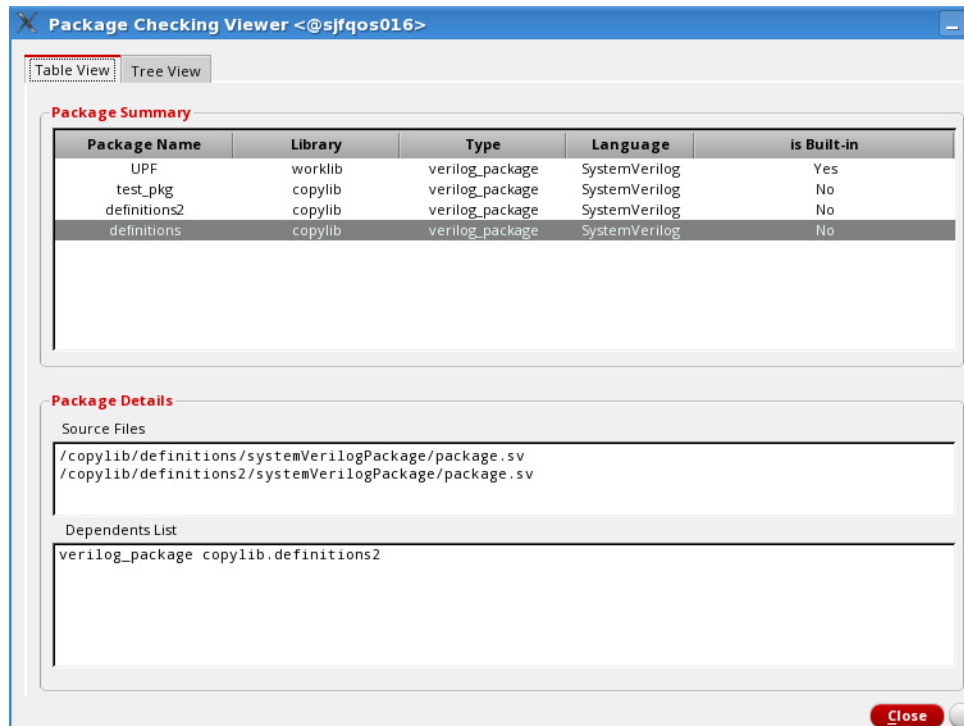 Package Checking Viewer <@sjfqos016>
Table View Tree View
Package Summary
Package Name Library Type Language is Built-in
UPF worklib verilog_package SystemVerilog Yes
test_pkg copylib verilog_package SystemVerilog No
definitions2 copylib verilog_package SystemVerilog No
definitions copylib verilog_package SystemVerilog No
Package Details
Source Files
/copylib/definitions/systemVerilogPackage/package.sv
/copylib/definitions2/systemVerilogPackage/package.sv
Dependents List
verilog_package copylib.definitions2
Close